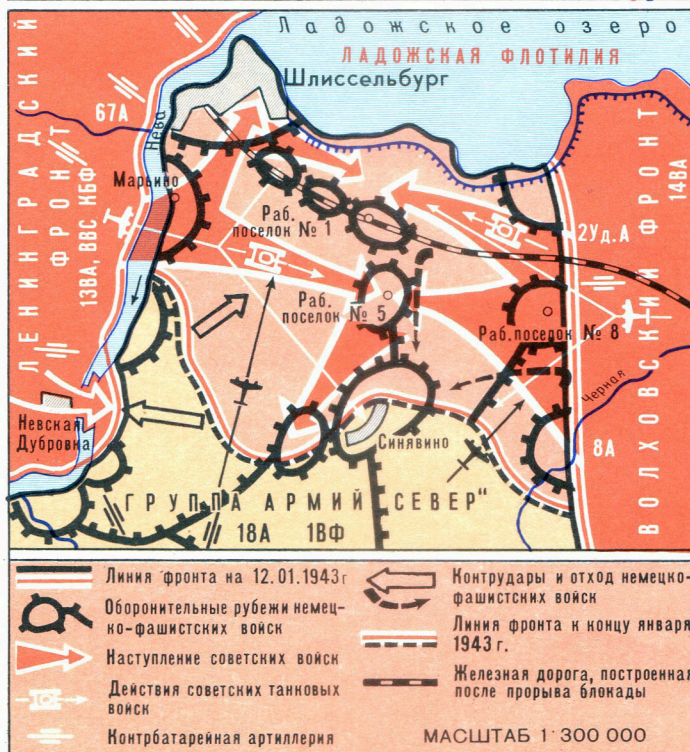 Ладожское озеро
ЛАДОЖСКАЯ ФЛОТИЛИЯ
Шлиссельбург
ЛЕНИНГРАДСКИЙ
ФРОНТ
13ВА, ВВС КБФ
67А
Нева
Марьино
Раб.
поселок № 1
Раб.
поселок № 5
2Уд.А
14ВА
ВОЛХОВСКИЙ ФРОНТ
Раб.поселок № 8
Черная
8А
Невская
Дубровка
Синявино
ГРУППА АРМИЙ „СЕВЕР"
18А 1ВФ
Линия фронта на 12.01.1943г
Оборонительные рубежи немец-
ко-фашистских войск
Наступление советских войск
Действия советских танковых
войск
Контрбатарейная артиллерия
Контрудары и отход немецко-
фашистских войск
Линия фронта к концу января
1943 г.
Железная дорога, построенная
после прорыва блокады
МАСШТАБ 1:300 000